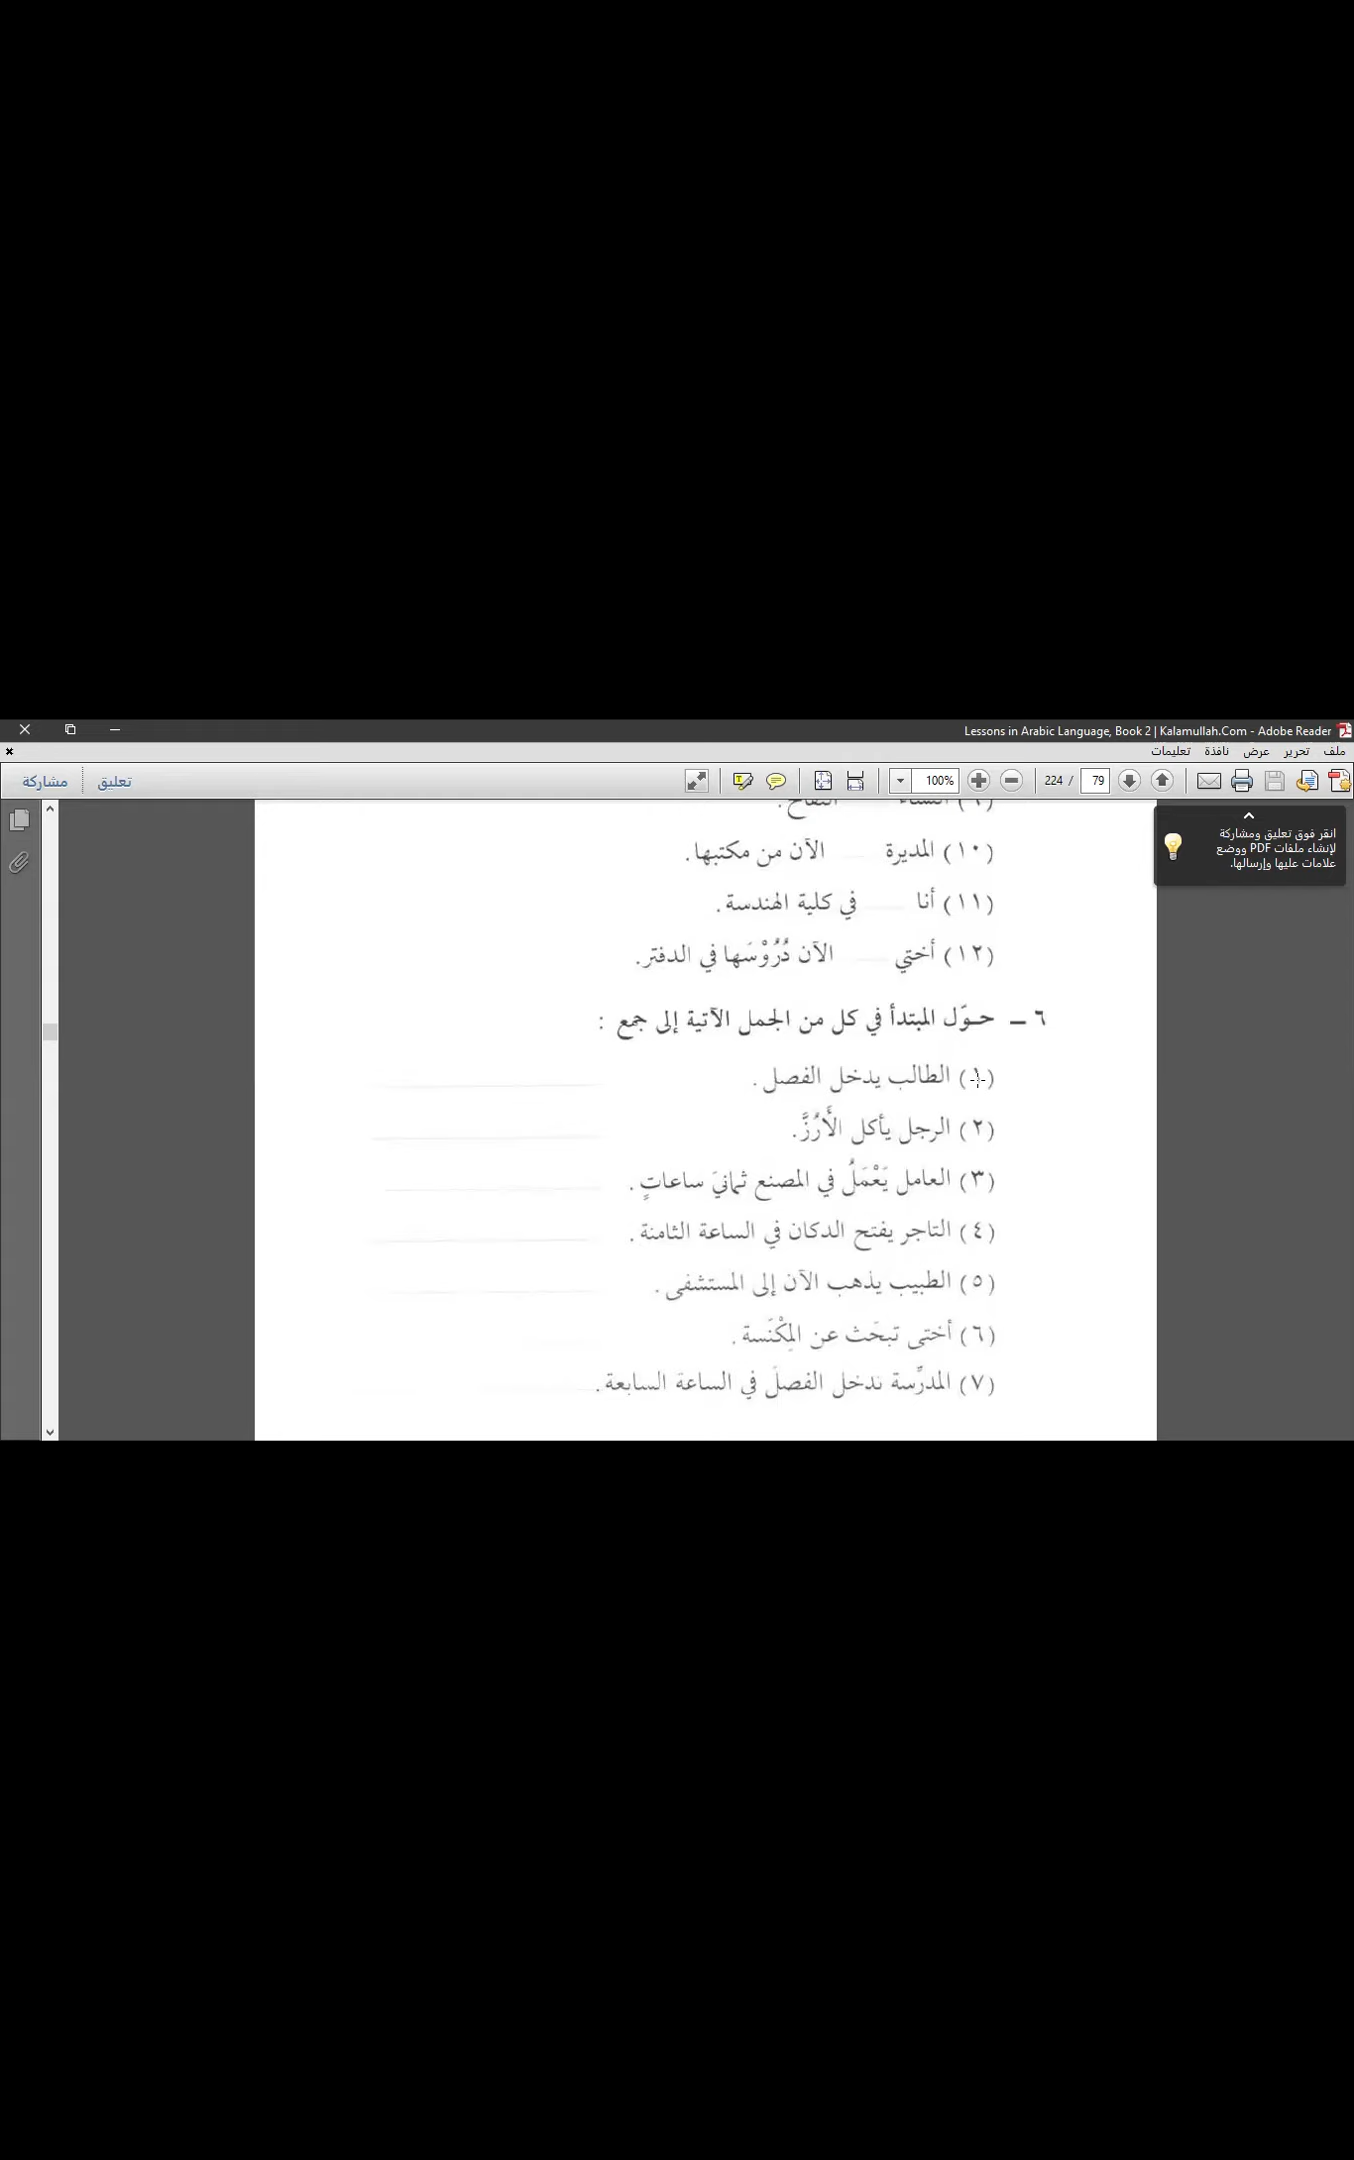 Lessons in Arabic Language, Book 2 | Kalamullah.Com - Adobe Reader
ملف تحرير عرض نافذة تعليمات
79 / 224 100% تعليق مشاركة
انقر فوق تعليق ومشاركة
لإنشاء ملفات PDF ووضع
علامات عليها وإرسالها.
(١٠) المديرة الآن من مكتبها.
(١١) أنا في كلية الهندسة.
(١٢) أختي الآن دُرُوْسَها في الدفتر.
٦ – حوّل المبتدأ في كل من الجمل الآتية إلى جمع :
(١) الطالب يدخل الفصل.
(٢) الرجل يأكل الأَرُزَّ.
(٣) العامل يَعْمَلُ في المصنع ثمانيَ ساعاتٍ.
(٤) التاجر يفتح الدكان في الساعة الثامنة.
(٥) الطبيب يذهب الآن إلى المستشفى.
(٦) أختى تبحَث عن المِكْنَسة.
(٧) المدرِّسة تدخل الفصلَ في الساعة السابعة.